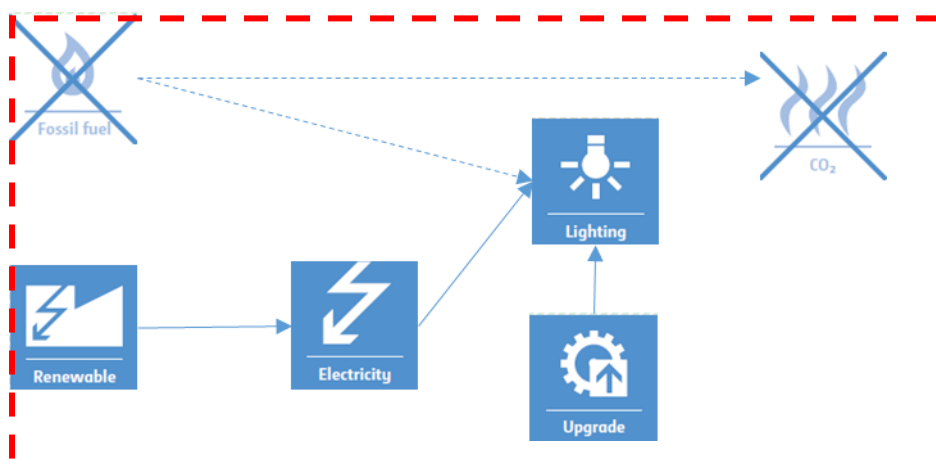 Fossil fuel
CO₂
Lighting
Renewable
Electricity
Upgrade